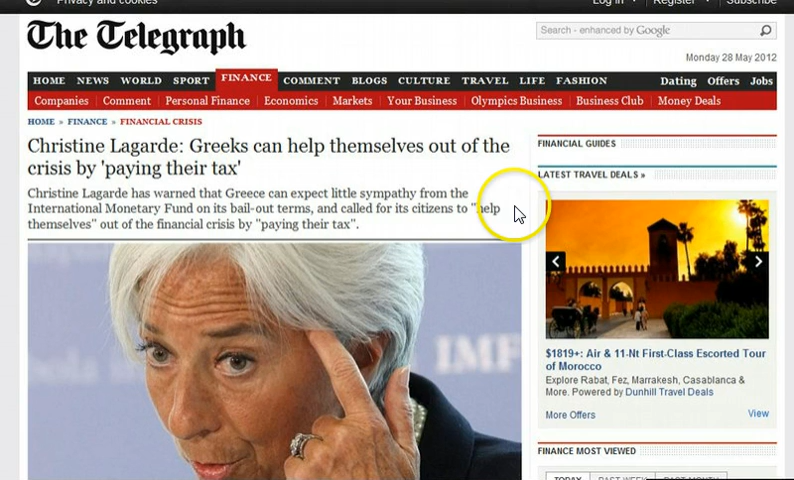 Privacy and cookies
Log in
Register
Subscribe
The Telegraph
Search - enhanced by Google
Monday 28 May 2012
HOME NEWS WORLD SPORT FINANCE COMMENT BLOGS CULTURE TRAVEL LIFE FASHION Dating Offers Jobs
Companies Comment Personal Finance Economics Markets Your Business Olympics Business Business Club Money Deals
HOME » FINANCE » FINANCIAL CRISIS
Christine Lagarde: Greeks can help themselves out of the
crisis by 'paying their tax'
Christine Lagarde has warned that Greece can expect little sympathy from the
International Monetary Fund on its bail-out terms, and called for its citizens to "help
themselves" out of the financial crisis by "paying their tax".
IMF
FINANCIAL GUIDES
LATEST TRAVEL DEALS »
$1819+: Air & 11-Nt First-Class Escorted Tour
of Morocco
Explore Rabat, Fez, Marrakesh, Casablanca &
More. Powered by Dunhill Travel Deals
More Offers
View
FINANCE MOST VIEWED
TODAY PAST WEEK PAST MONTH